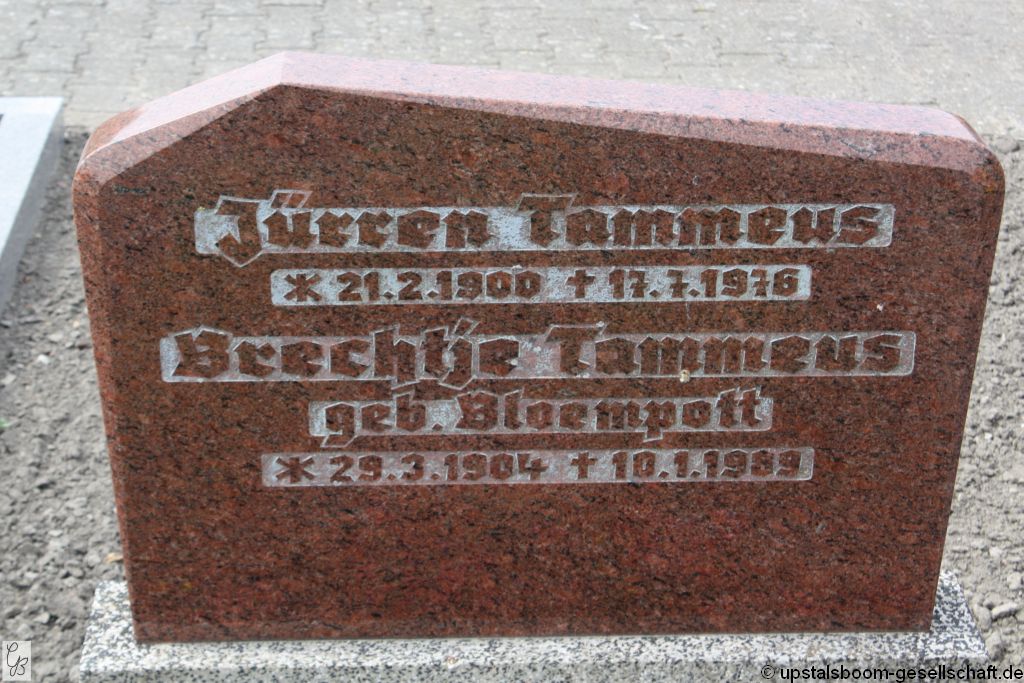 Jürren Tammeus
* 21.2.1900 † 17.7.1976
Brechtje Tammeus
geb. Bloempott
* 29.3.1904 † 10.1.1989
GB
© upstalsboom-gesellschaft.de